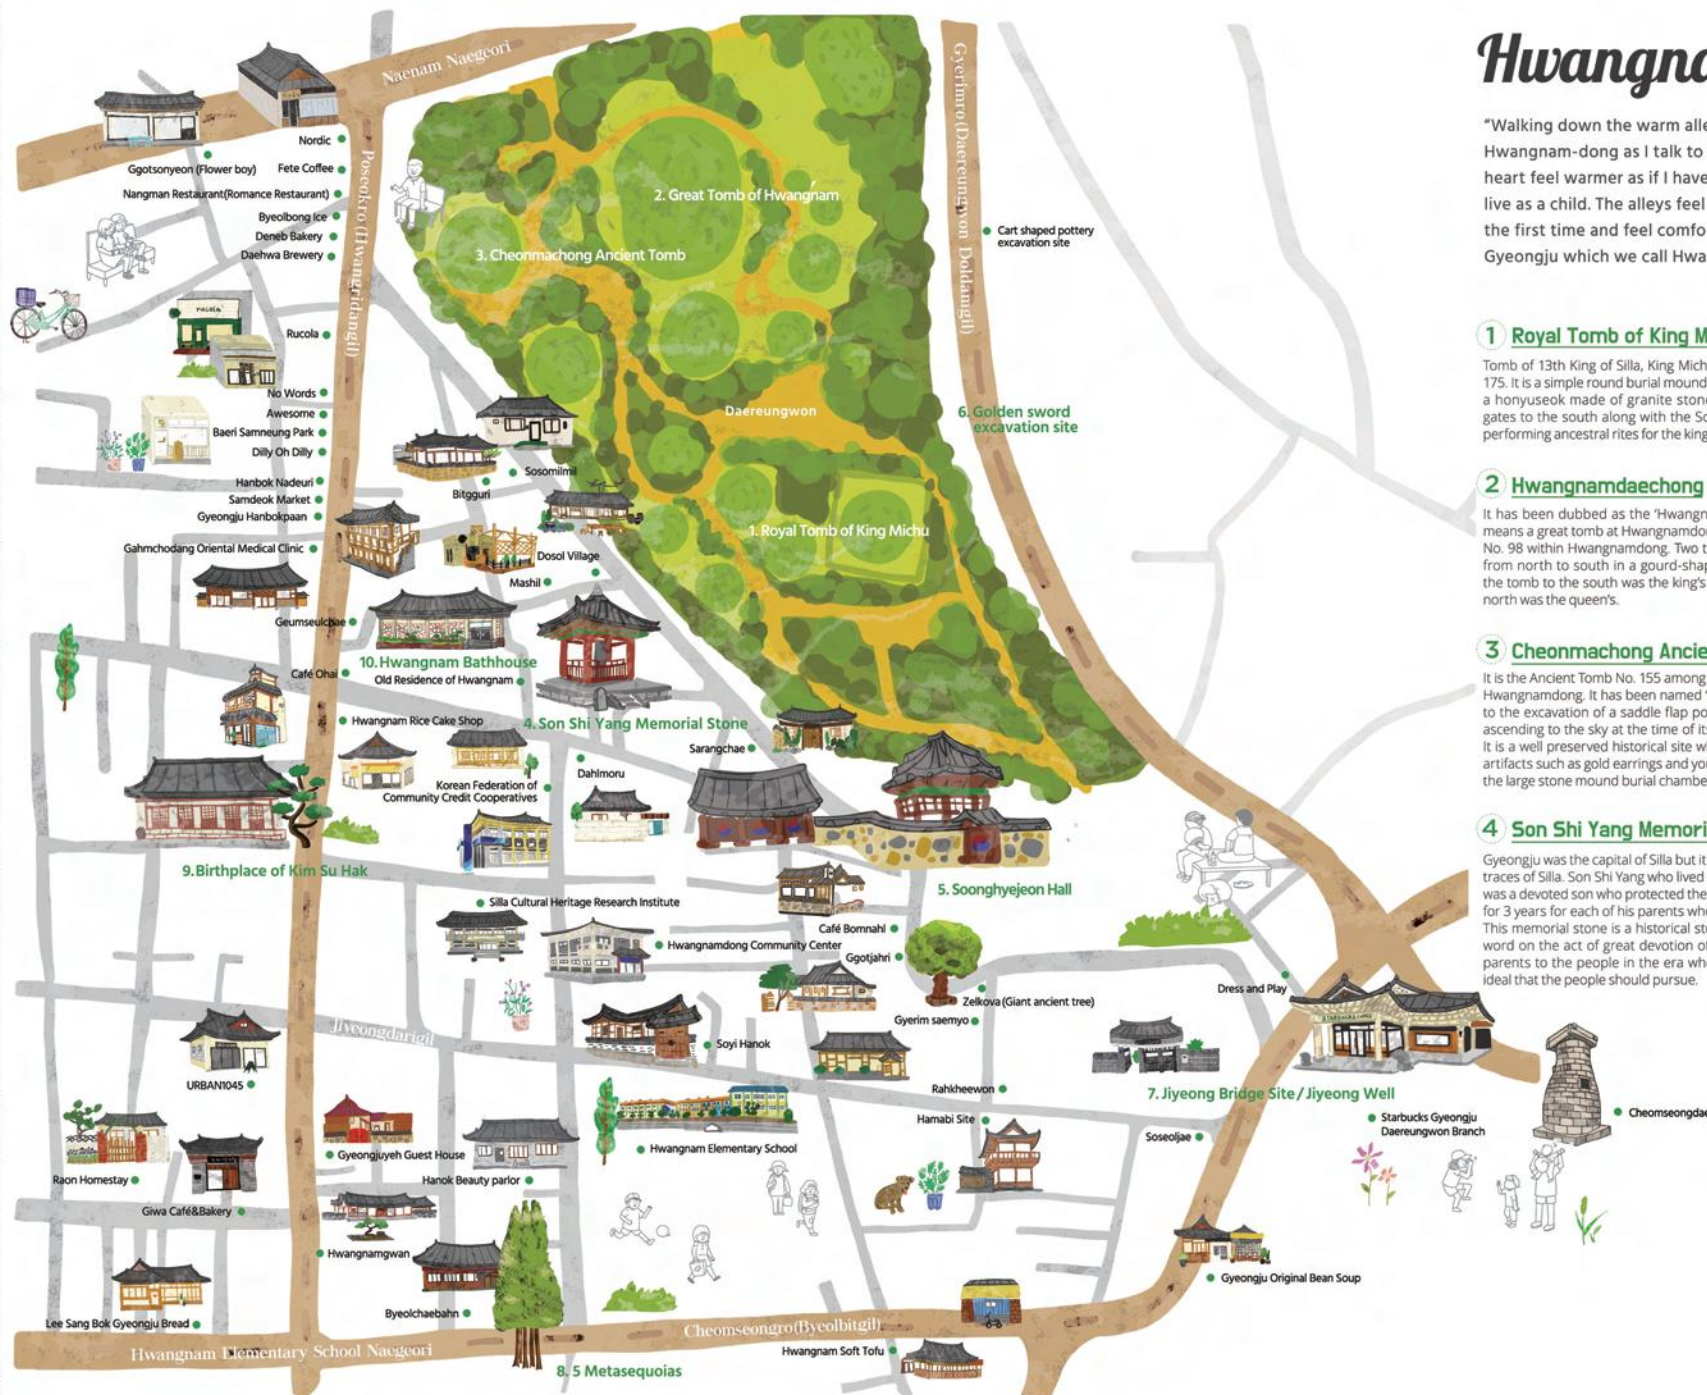 Naenam Naegeori
Nordic
Ggotsonyeon (Flower boy)
Fete Coffee
Nangman Restaurant(Romance Restaurant)
Byeolbong Ice
Deneb Bakery
Daehwa Brewery
Poseokro(Hwangridangil)
rucola
Rucola
No Words
Awesome
Baeri Samneung Park
Dilly Oh Dilly
Hanbok Nadeuri
Samdeok Market
Gyeongju Hanbokpaan
Gahmchodang Oriental Medical Clinic
Geumseulchae
Café Ohai
Hwangnam Rice Cake Shop
2. Great Tomb of Hwangnam
3. Cheonmachong Ancient Tomb
Daereungwon
1. Royal Tomb of King Michu
Gyerimro(Daereungwon Doldamgil)
Cart shaped pottery
excavation site
6. Golden sword
excavation site
Sosomilmil
Bitgguri
Dosol Village
Mashil
10. Hwangnam Bathhouse
Old Residence of Hwangnam
4. Son Shi Yang Memorial Stone
Sarangchae
Dahlmoru
Korean Federation of
Community Credit Cooperatives
9. Birthplace of Kim Su Hak
5. Soonghyejeon Hall
Silla Cultural Heritage Research Institute
Hwangnamdong Community Center
Café Bomnahl
Ggotjahri
Zelkova (Giant ancient tree)
Gyerim saemyo
Dress and Play
Jiyeongdarigil
Soyi Hanok
URBAN1045
Rahkheewon
7. Jiyeong Bridge Site/Jiyeong Well
Hamabi Site
Soseoljae
Starbucks Gyeongju
Daereungwon Branch
Cheomseongdae
Hwangnam Elementary School
Gyeongjuyeh Guest House
Hanok Beauty parlor
Raon Homestay
Giwa Café&Bakery
Hwangnamgwan
Byeolchaebahn
Lee Sang Bok Gyeongju Bread
Gyeongju Original Bean Soup
Hwangnam Elementary School Naegeori
Cheomseongro(Byeolbitgil)
Hwangnam Soft Tofu
8. 5 Metasequoias
Hwangna
"Walking down the warm alle
Hwangnam-dong as I talk to
heart feel warmer as if I have
live as a child. The alleys feel
the first time and feel comfo
Gyeongju which we call Hwa
1 Royal Tomb of King M
Tomb of 13th King of Silla, King Mich
175. It is a simple round burial mound
a honyuseok made of granite stone
gates to the south along with the So
performing ancestral rites for the king
2 Hwangnamdaechong
It has been dubbed as the 'Hwangn
means a great tomb at Hwangnamdon
No. 98 within Hwangnamdong. Two t
from north to south in a gourd-shap
the tomb to the south was the king's
north was the queen's.
3 Cheonmachong Ancie
It is the Ancient Tomb No. 155 among
Hwangnamdong. It has been named '
to the excavation of a saddle flap po
ascending to the sky at the time of its
It is a well preserved historical site wh
artifacts such as gold earrings and you
the large stone mound burial chambe
4 Son Shi Yang Memori
Gyeongju was the capital of Silla but it
traces of Silla. Son Shi Yang who lived
was a devoted son who protected the
for 3 years for each of his parents whe
This memorial stone is a historical sto
word on the act of great devotion of
parents to the people in the era whe
ideal that the people should pursue.